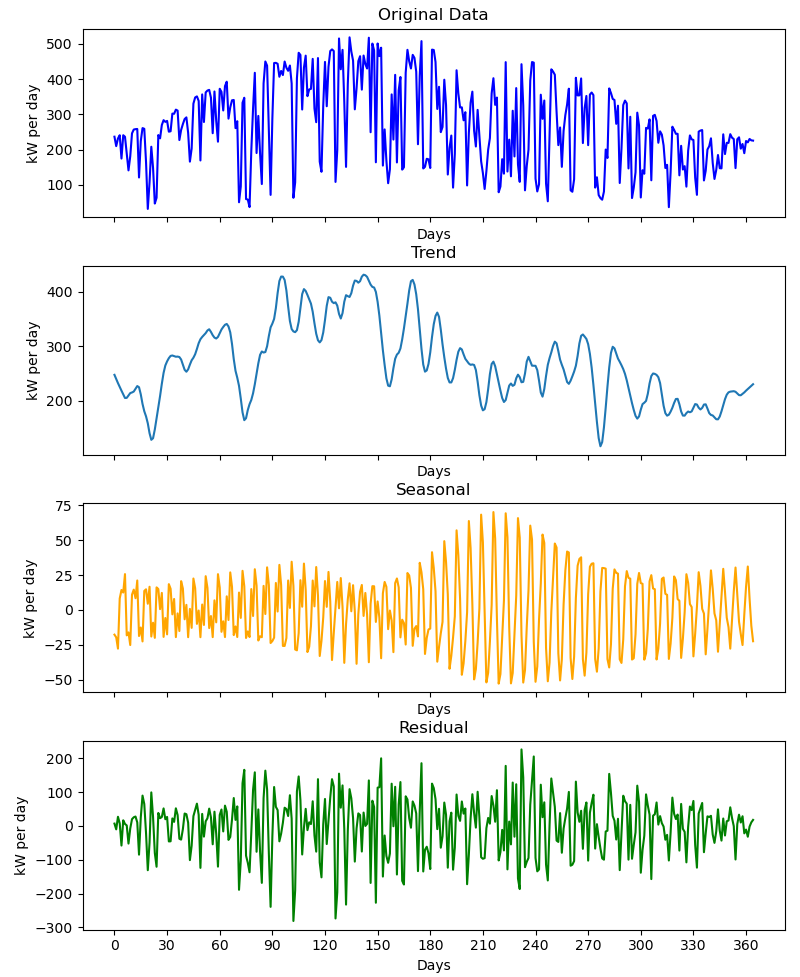 Original Data
kW per day
500
400
300
200
100
Days
Trend
kW per day
400
300
200
Days
Seasonal
kW per day
75
50
25
0
−25
−50
Days
Residual
kW per day
200
100
0
−100
−200
−300
0 30 60 90 120 150 180 210 240 270 300 330 360
Days